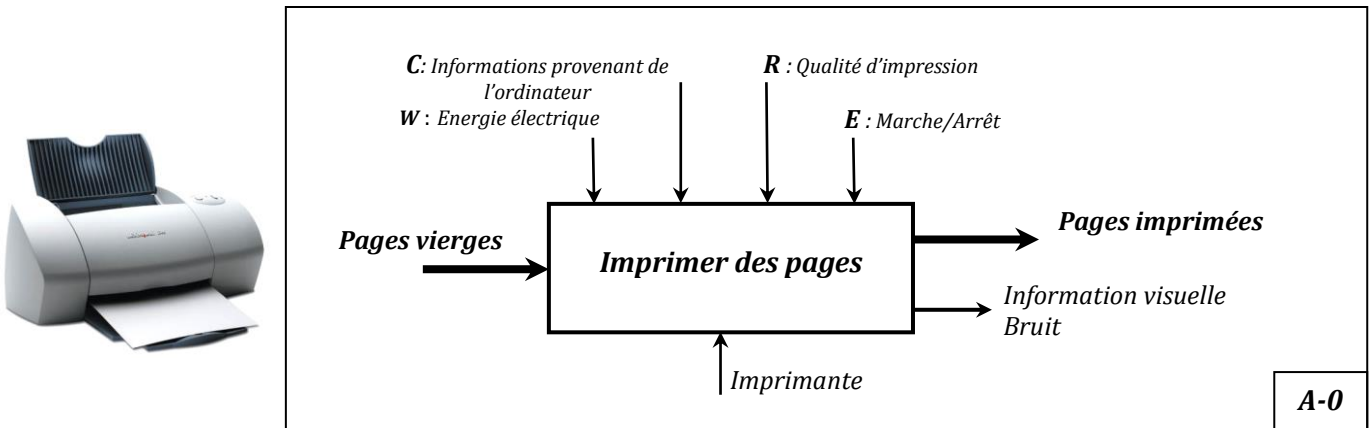 C: Informations provenant de
l'ordinateur
W : Energie électrique
R : Qualité d'impression
E : Marche/Arrêt
Pages vierges
Imprimer des pages
Pages imprimées
Information visuelle
Bruit
Imprimante
A-0